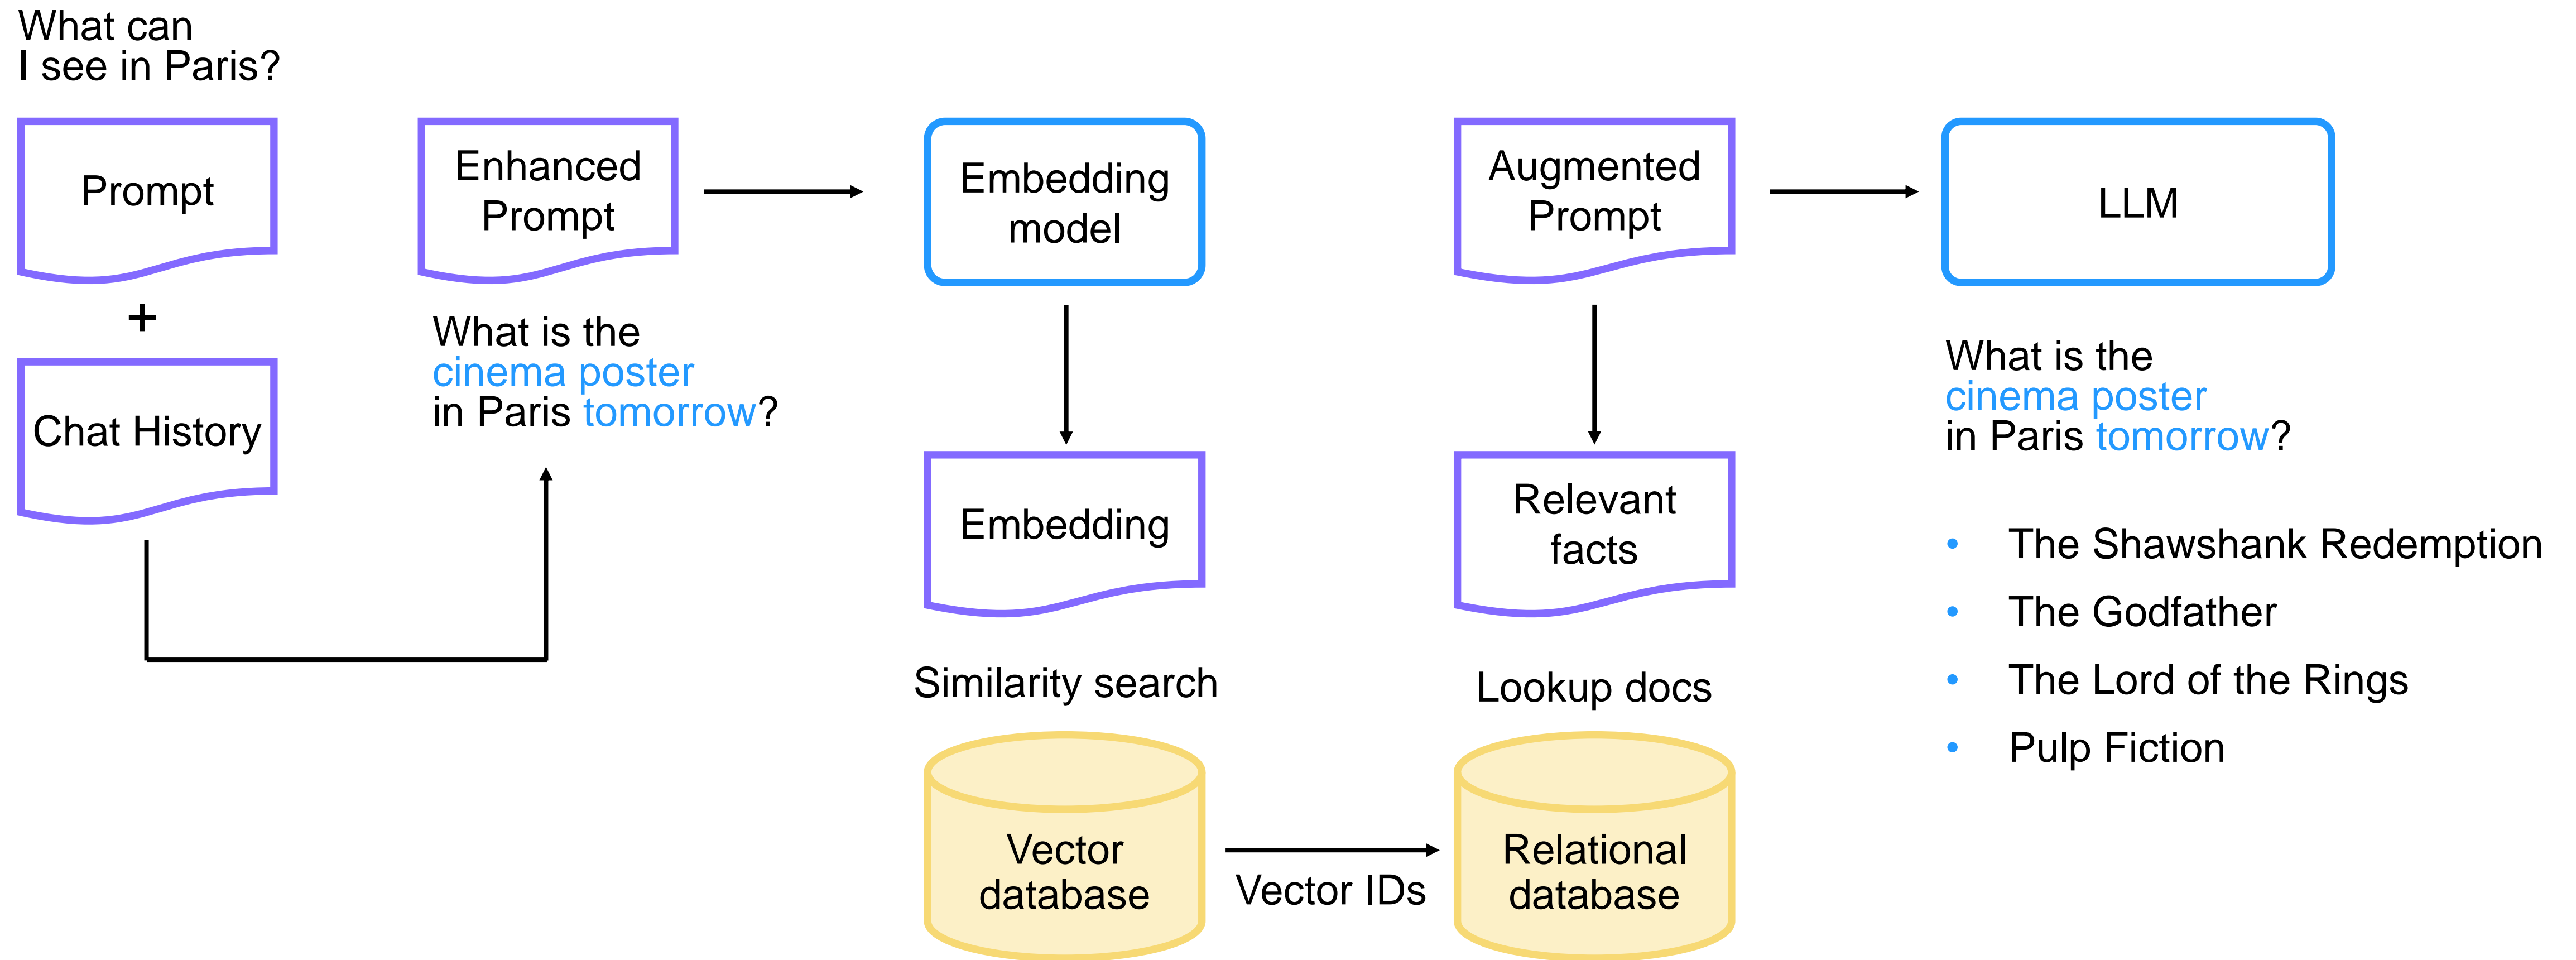 What can
I see in Paris?
Prompt
+
Chat History
Enhanced
Prompt
What is the
cinema poster
in Paris tomorrow?
Embedding
model
Embedding
Similarity search
Vector
database
Vector IDs
Augmented
Prompt
Relevant
facts
Lookup docs
Relational
database
LLM
What is the
cinema poster
in Paris tomorrow?
• The Shawshank Redemption
• The Godfather
• The Lord of the Rings
• Pulp Fiction